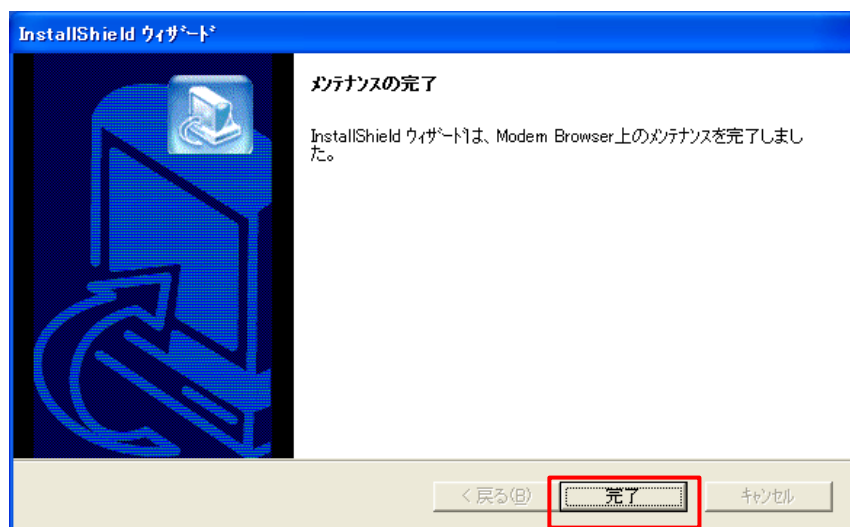 InstallShield ウィザード
メンテナンスの完了
InstallShield ウィザードは、Modem Browser上のメンテナンスを完了しまし
た。
< 戻る(B)
完了
キャンセル